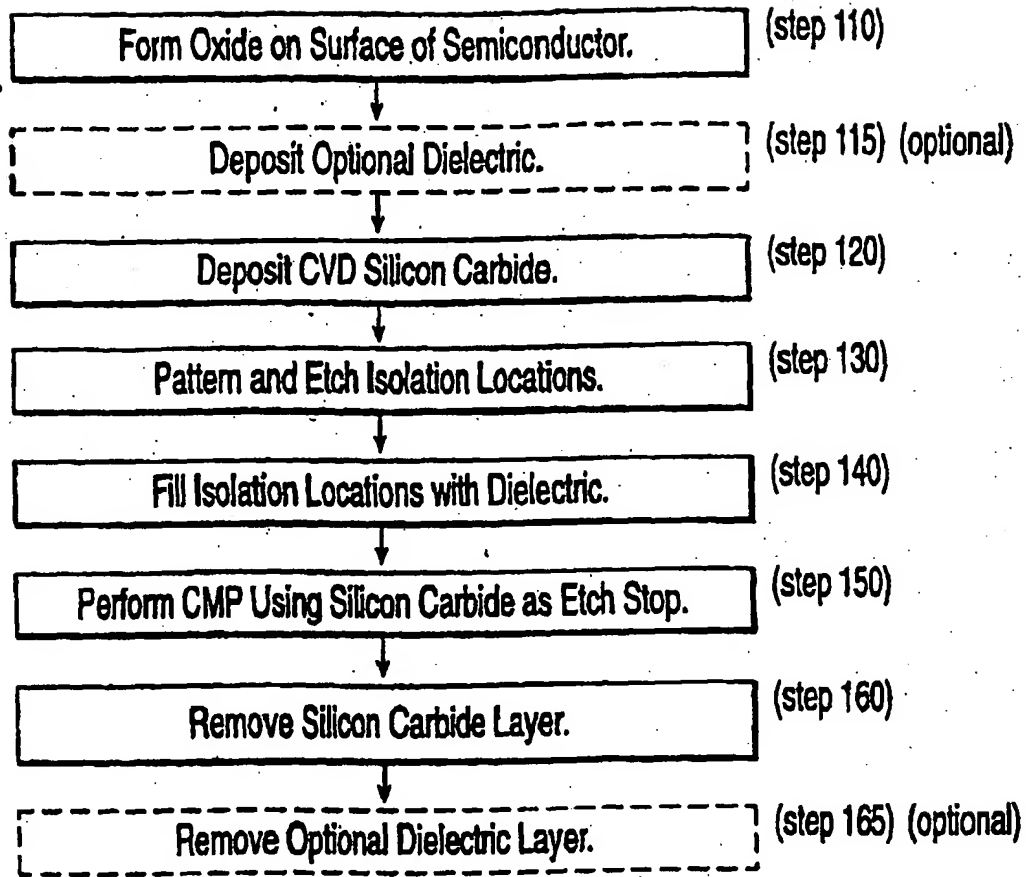 Form Oxide on Surface of Semiconductor. (step 110)
Deposit Optional Dielectric. (step 115) (optional)
Deposit CVD Silicon Carbide. (step 120)
Pattern and Etch Isolation Locations. (step 130)
Fill Isolation Locations with Dielectric. (step 140)
Perform CMP Using Silicon Carbide as Etch Stop. (step 150)
Remove Silicon Carbide Layer. (step 160)
Remove Optional Dielectric Layer. (step 165) (optional)